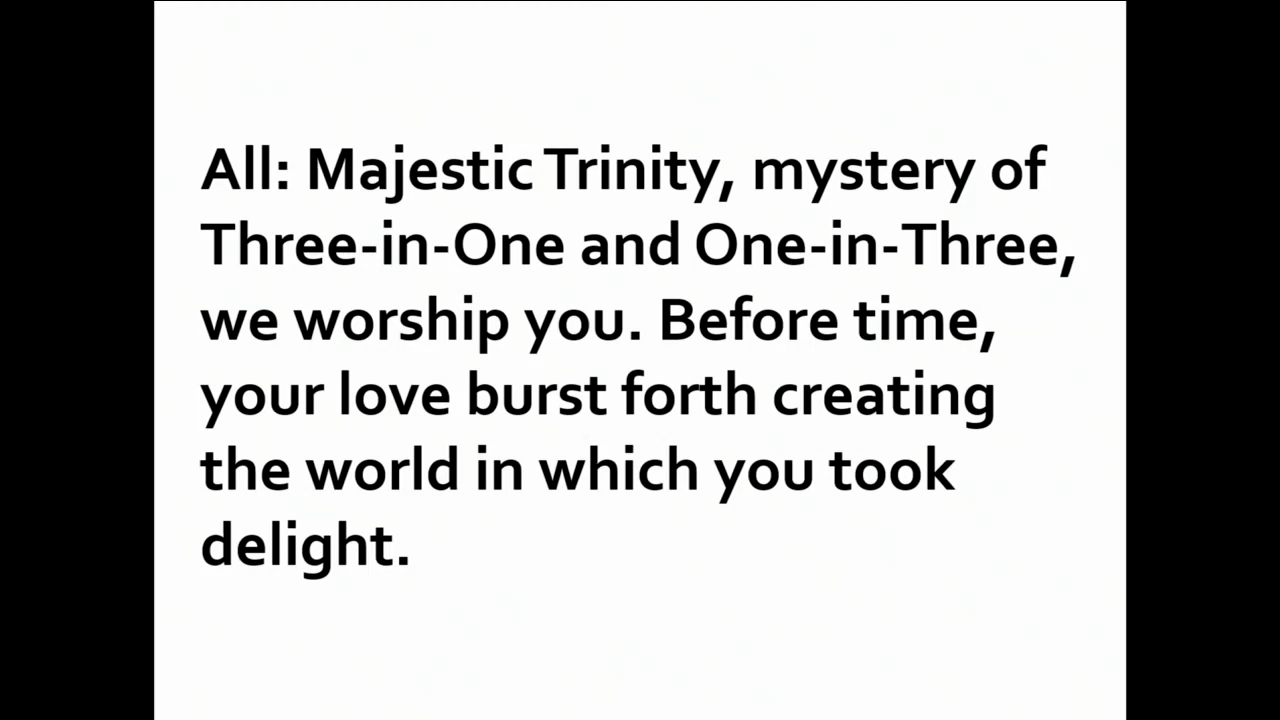 All: Majestic Trinity, mystery of
Three-in-One and One-in-Three,
we worship you. Before time,
your love burst forth creating
the world in which you took
delight.